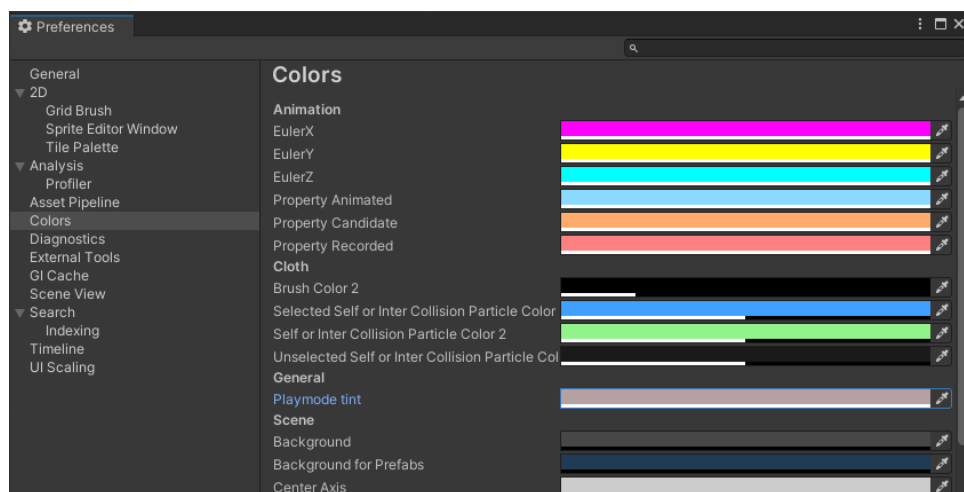 Preferences
General
2D
Grid Brush
Sprite Editor Window
Tile Palette
Analysis
Profiler
Asset Pipeline
Colors
Diagnostics
External Tools
GI Cache
Scene View
Search
Indexing
Timeline
UI Scaling
Colors
Animation
EulerX
EulerY
EulerZ
Property Animated
Property Candidate
Property Recorded
Cloth
Brush Color 2
Selected Self or Inter Collision Particle Color
Self or Inter Collision Particle Color 2
Unselected Self or Inter Collision Particle Col
General
Playmode tint
Scene
Background
Background for Prefabs
Center Axis